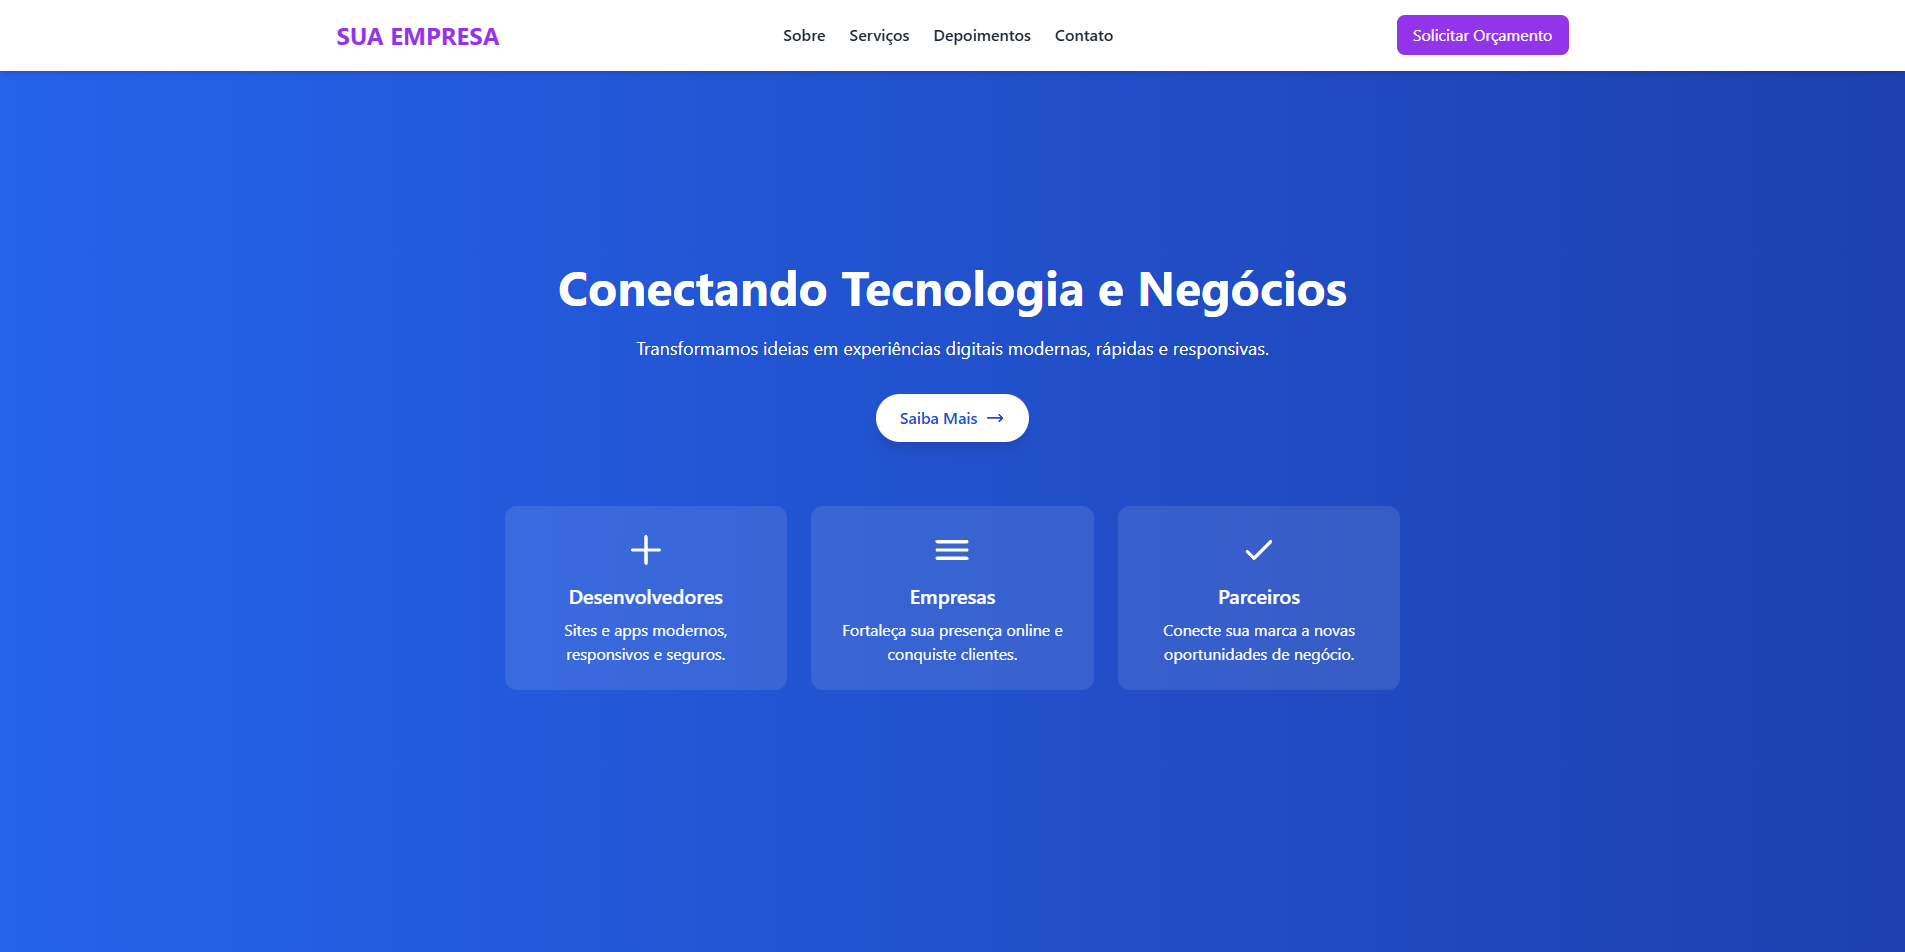 SUA EMPRESA
Sobre Serviços Depoimentos Contato
Solicitar Orçamento
Conectando Tecnologia e Negócios
Transformamos ideias em experiências digitais modernas, rápidas e responsivas.
Saiba Mais →
Desenvolvedores
Sites e apps modernos,
responsivos e seguros.
Empresas
Fortaleça sua presença online e
conquiste clientes.
Parceiros
Conecte sua marca a novas
oportunidades de negócio.